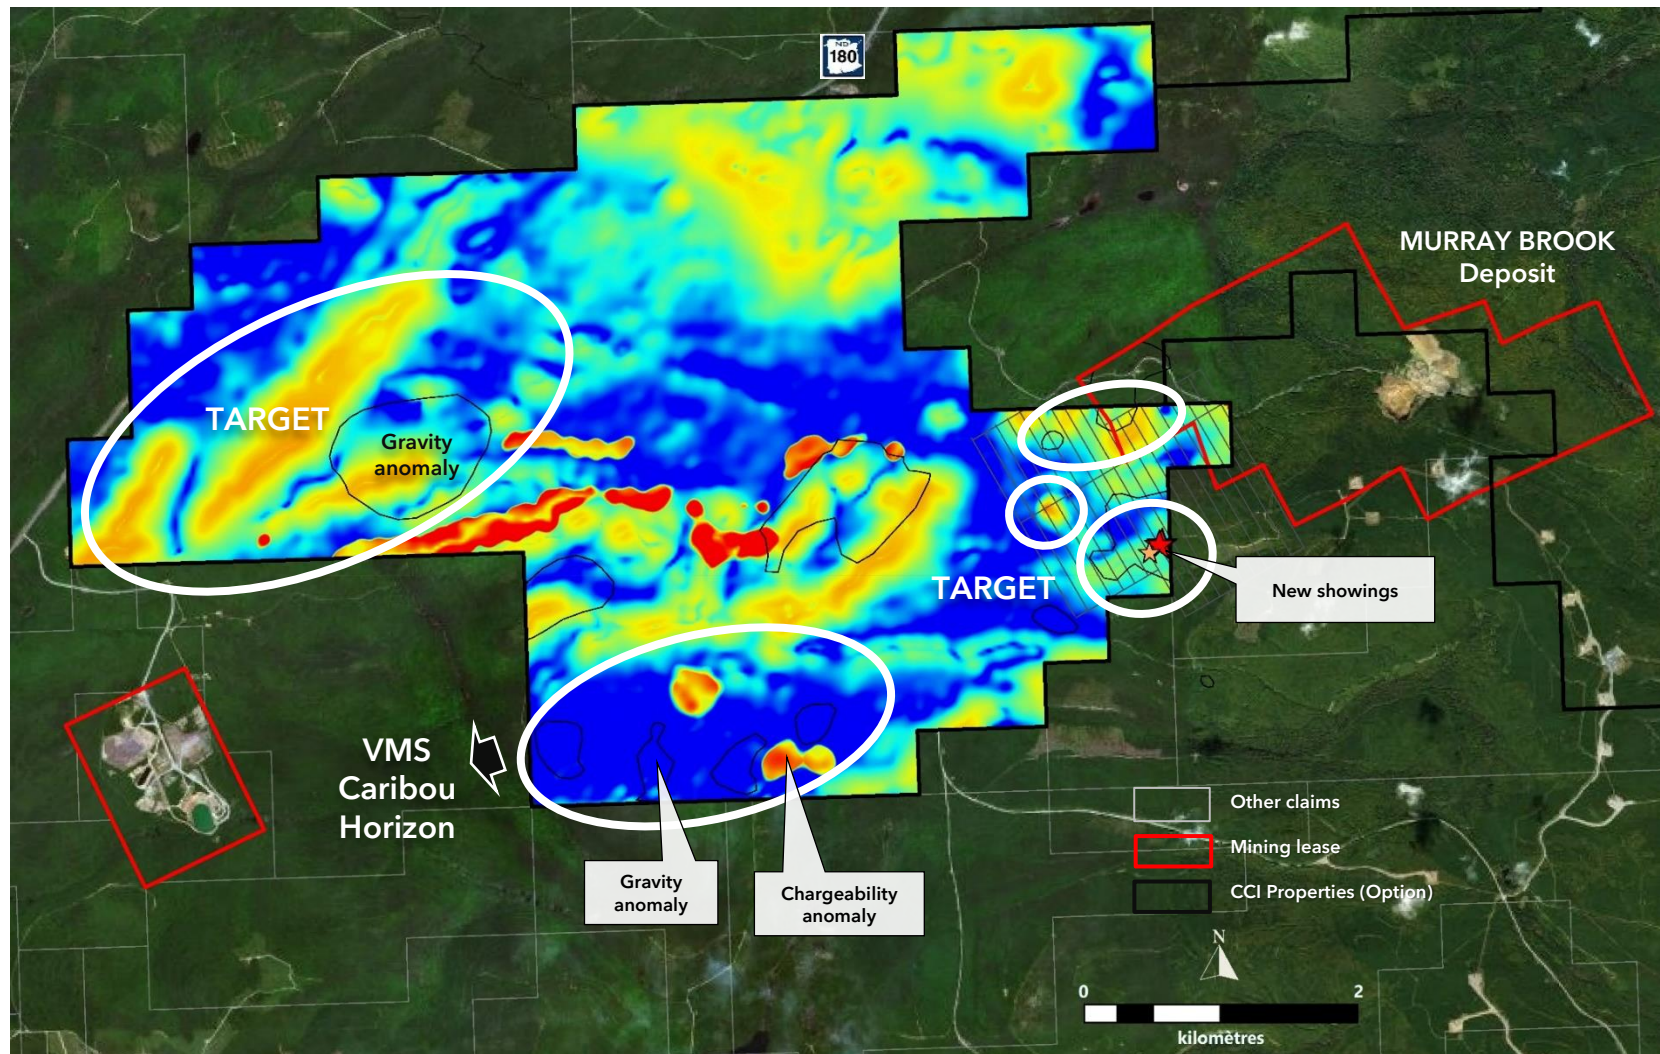 ND
180
MURRAY BROOK
Deposit
TARGET
Gravity
anomaly
TARGET
New showings
VMS
Caribou
Horizon
Gravity
anomaly
Chargeability
anomaly
Other claims
Mining lease
CCI Properties (Option)
N
0 2
kilomètres